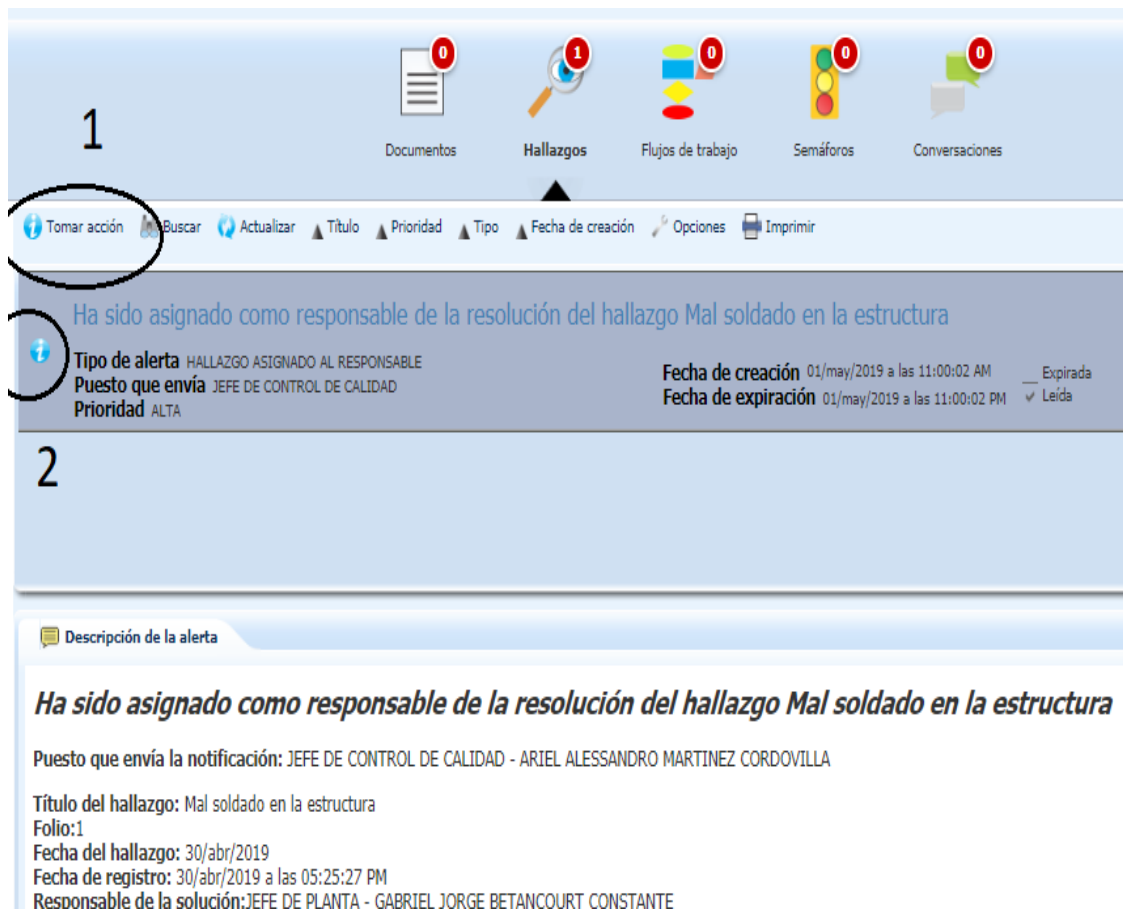 0 1 0 0 0
1
Documentos Hallazgos Flujos de trabajo Semáforos Conversaciones
Tomar acción Buscar Actualizar Título Prioridad Tipo Fecha de creación Opciones Imprimir
Ha sido asignado como responsable de la resolución del hallazgo Mal soldado en la estructura
Tipo de alerta HALLAZGO ASIGNADO AL RESPONSABLE
Puesto que envía JEFE DE CONTROL DE CALIDAD
Prioridad ALTA
Fecha de creación 01/may/2019 a las 11:00:02 AM Expirada
Fecha de expiración 01/may/2019 a las 11:00:02 PM Leída
2
Descripción de la alerta
Ha sido asignado como responsable de la resolución del hallazgo Mal soldado en la estructura
Puesto que envía la notificación: JEFE DE CONTROL DE CALIDAD - ARIEL ALESSANDRO MARTINEZ CORDOVILLA
Título del hallazgo: Mal soldado en la estructura
Folio:1
Fecha del hallazgo: 30/abr/2019
Fecha de registro: 30/abr/2019 a las 05:25:27 PM
Responsable de la solución:JEFE DE PLANTA - GABRIEL JORGE BETANCOURT CONSTANTE